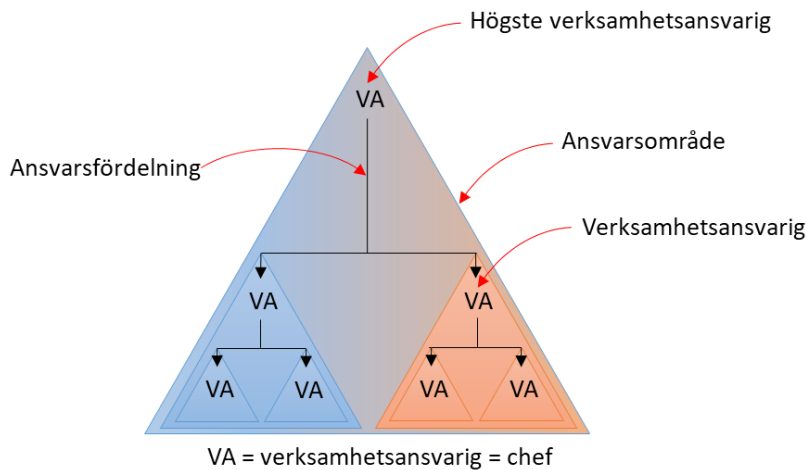 Högste verksamhetsansvarig
VA
Ansvarsområde
Ansvarsfördelning
Verksamhetsansvarig
VA
VA
VA
VA
VA
VA
VA = verksamhetsansvarig = chef